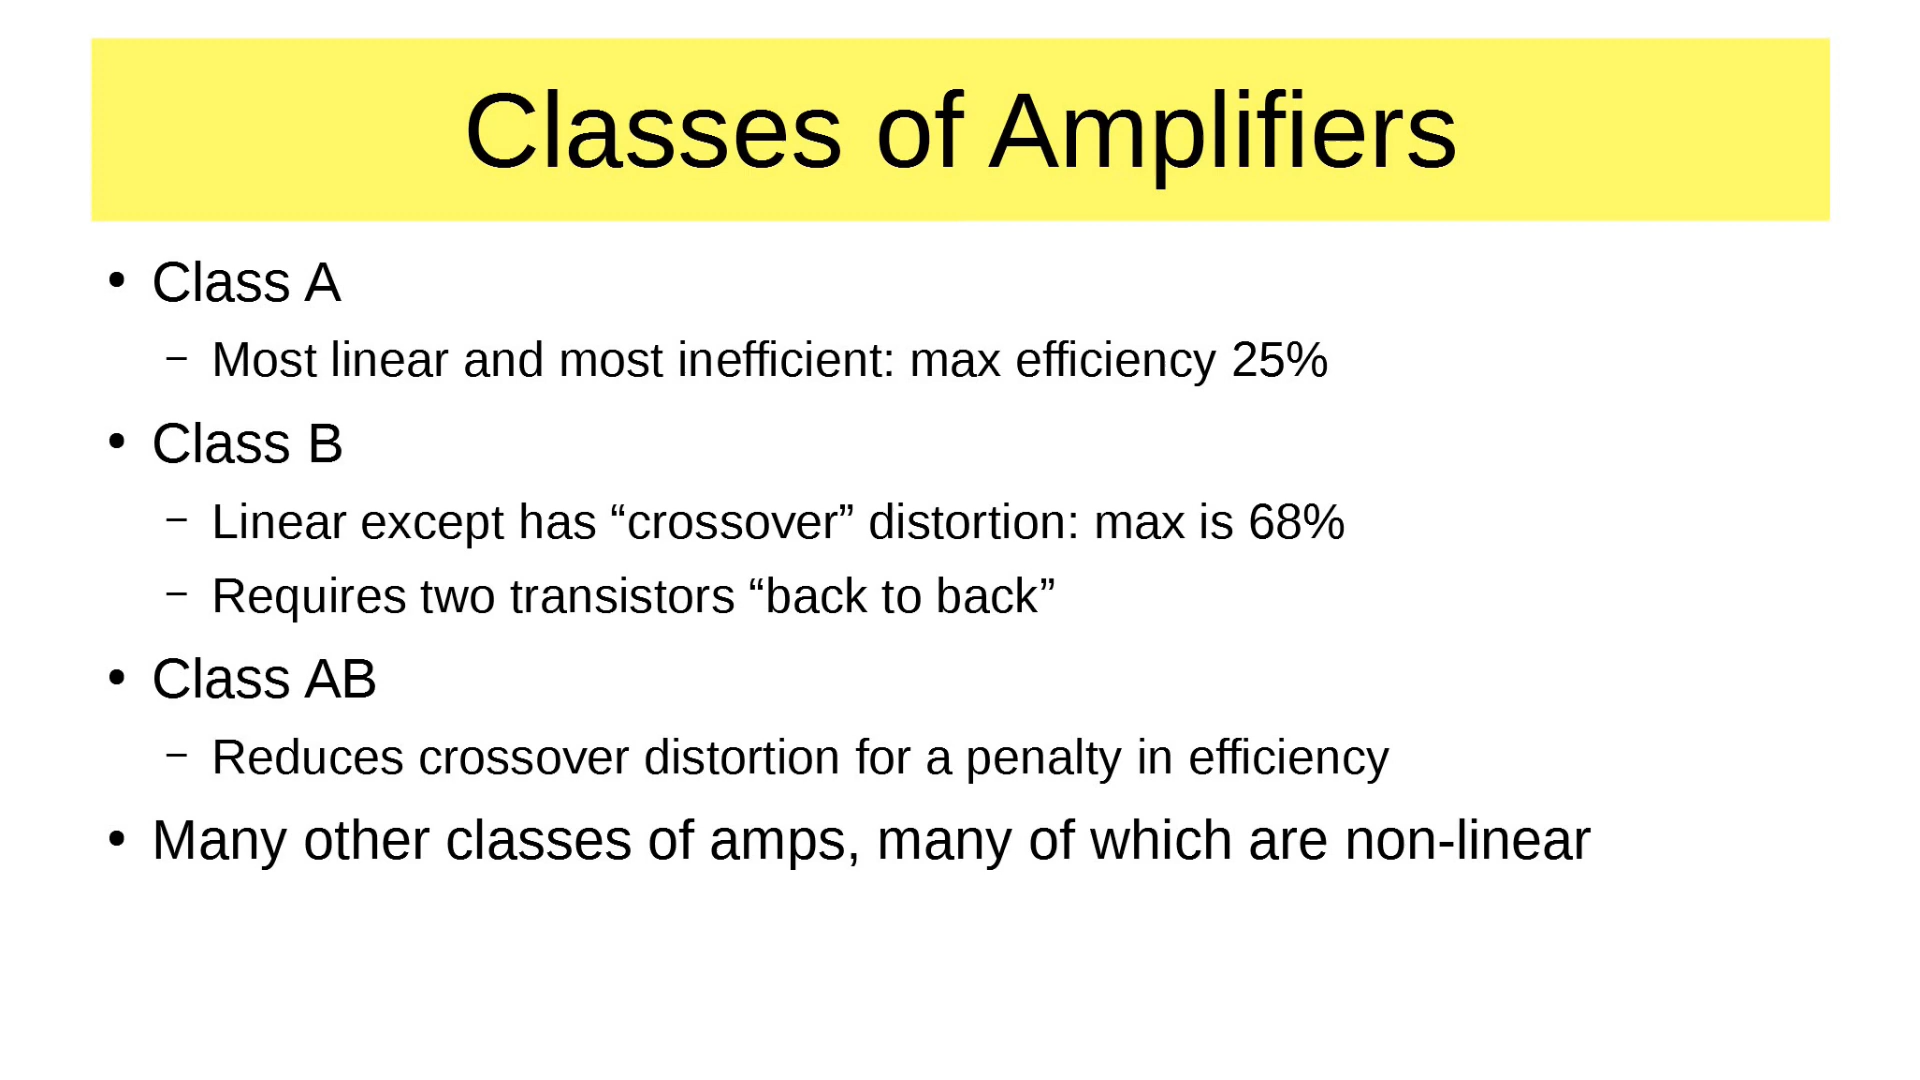 Classes of Amplifiers
• Class A
– Most linear and most inefficient: max efficiency 25%
• Class B
– Linear except has “crossover” distortion: max is 68%
– Requires two transistors “back to back”
• Class AB
– Reduces crossover distortion for a penalty in efficiency
• Many other classes of amps, many of which are non-linear